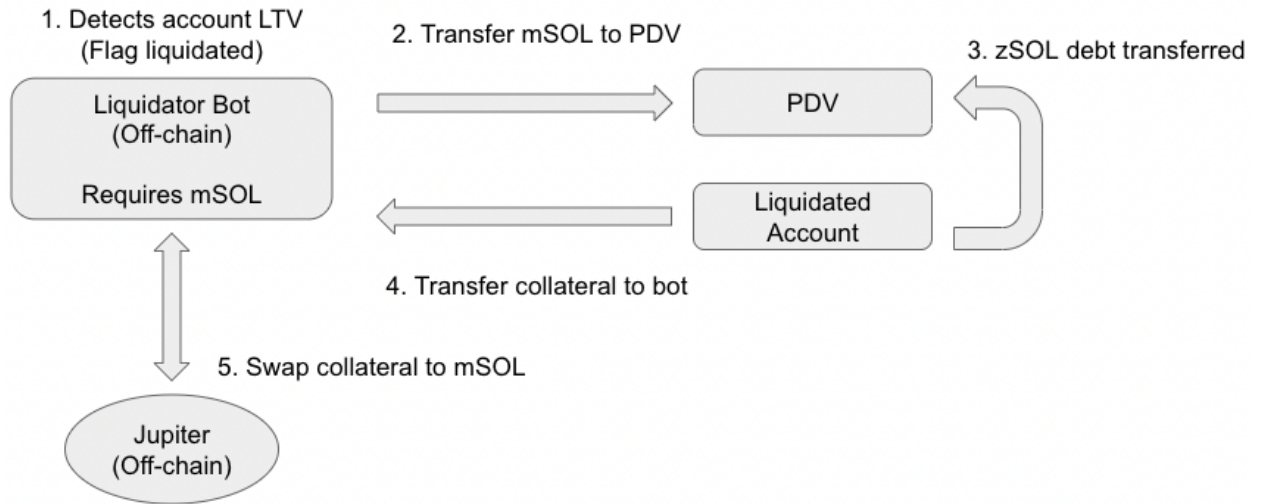 1. Detects account LTV
(Flag liquidated)
2. Transfer mSOL to PDV
3. zSOL debt transferred
Liquidator Bot
(Off-chain)
Requires mSOL
PDV
Liquidated
Account
4. Transfer collateral to bot
5. Swap collateral to mSOL
Jupiter
(Off-chain)